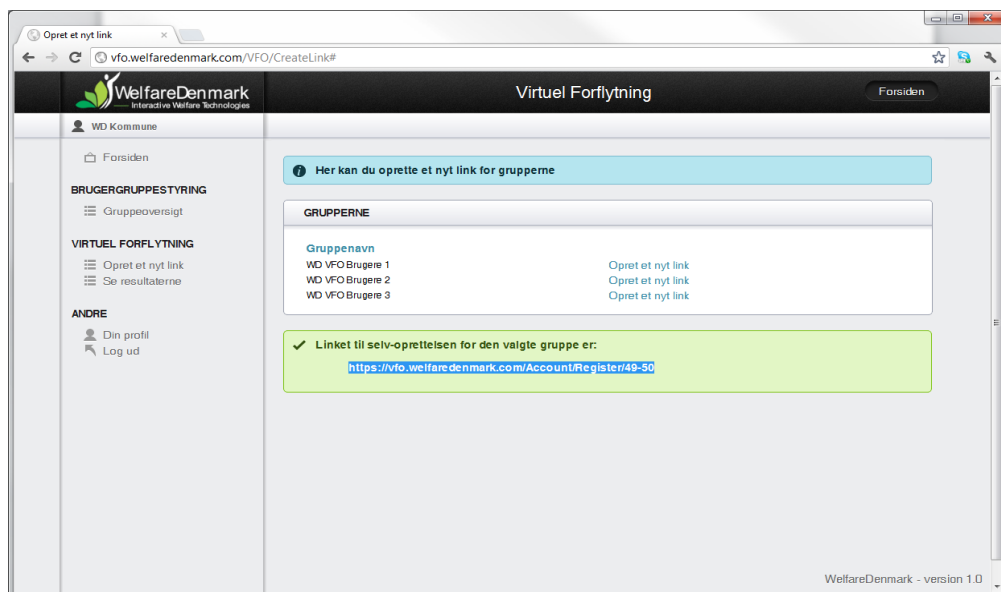 Opret et nyt link
vfo.welfaredenmark.com/VFO/CreateLink#
WelfareDenmark
Interactive Welfare Technologies
Virtuel Forflytning
Forsiden
WD Kommune
Forsiden
BRUGERGRUPPESTYRING
Gruppeoversigt
VIRTUEL FORFLYTNING
Opret et nyt link
Se resultaterne
ANDRE
Din profil
Log ud
Her kan du oprette et nyt link for grupperne
GRUPPERNE
Gruppenavn
WD VFO Brugere 1 Opret et nyt link
WD VFO Brugere 2 Opret et nyt link
WD VFO Brugere 3 Opret et nyt link
Linket til selv-oprettelsen for den valgte gruppe er:
https://vfo.welfaredenmark.com/Account/Register/49-50
WelfareDenmark - version 1.0